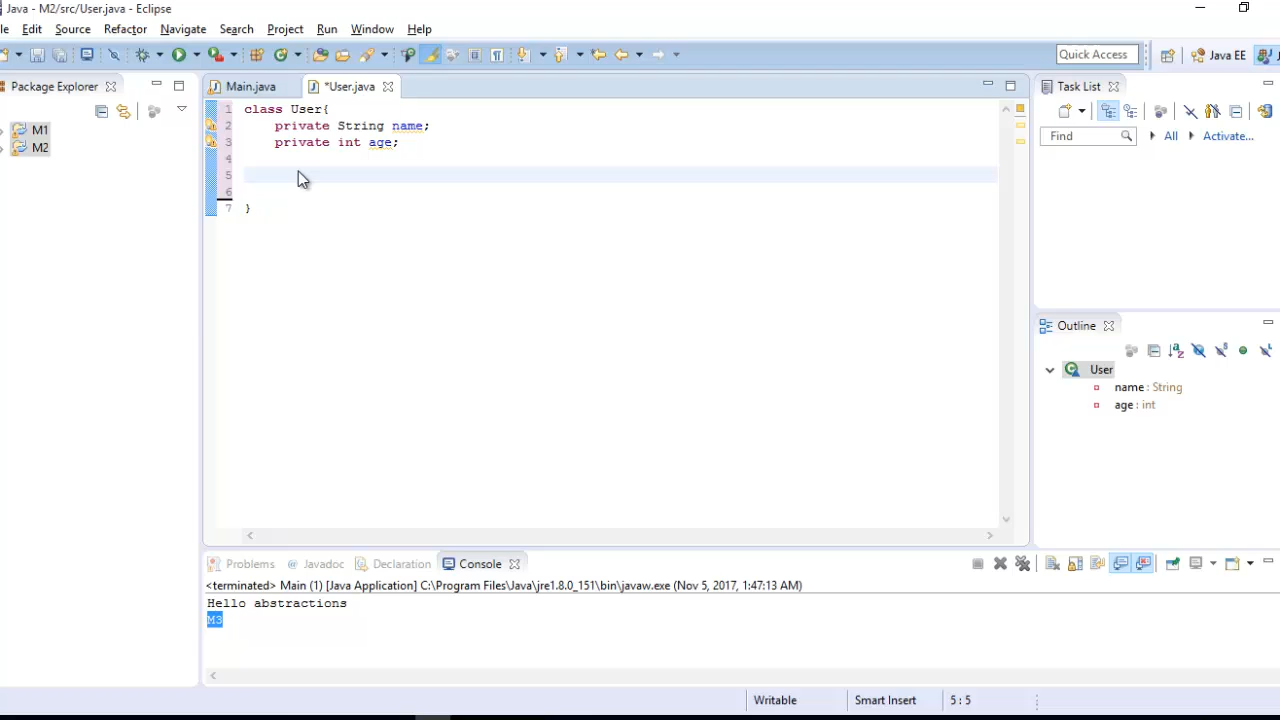 Java - M2/src/User.java - Eclipse
le Edit Source Refactor Navigate Search Project Run Window Help
Quick Access
Java EE
Package Explorer
M1
M2
Main.java
*User.java
1 class User{
2 private String name;
3 private int age;
4
5
6
7 }
Task List
Find
All
Activate...
Outline
User
name : String
age : int
Problems @ Javadoc Declaration Console
<terminated> Main (1) [Java Application] C:\Program Files\Java\jre1.8.0_151\bin\javaw.exe (Nov 5, 2017, 1:47:13 AM)
Hello abstractions
M3
Writable
Smart Insert
5 : 5